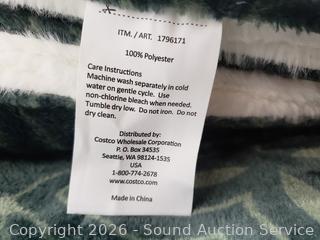 ITM. / ART. 1796171
100% Polyester
Care Instructions
Machine wash separately in cold
water on gentle cycle. Use
non-chlorine bleach when needed.
Tumble dry low. Do not iron. Do not
dry clean.
Distributed by:
Costco Wholesale Corporation
P. O. Box 34535
Seattle, WA 98124-1535
USA
1-800-774-2678
www.costco.com
Made in China
Copyright 2026 - Sound Auction Service